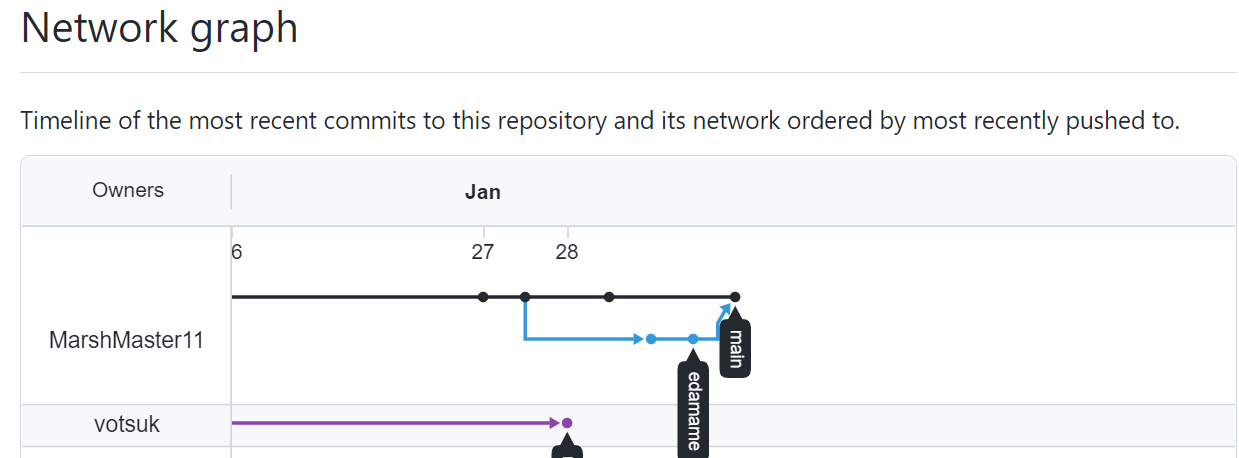 Network graph
Timeline of the most recent commits to this repository and its network ordered by most recently pushed to.
Owners
Jan
6
27
28
MarshMaster11
main
edamame
votsuk